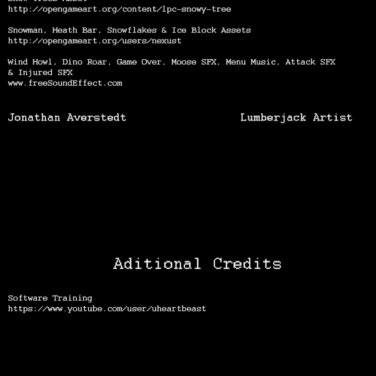 http://opengameart.org/content/lpc-snowy-tree
Snowman, Heath Bar, Snowflakes & Ice Block Assets
http://opengameart.org/users/nexust
Wind Howl, Dino Roar, Game Over, Moose SFX, Menu Music, Attack SFX
& Injured SFX
www.freeSoundEffect.com
Jonathan Averstedt Lumberjack Artist
Aditional Credits
Software Training
https://www.youtube.com/user/uheartbeast